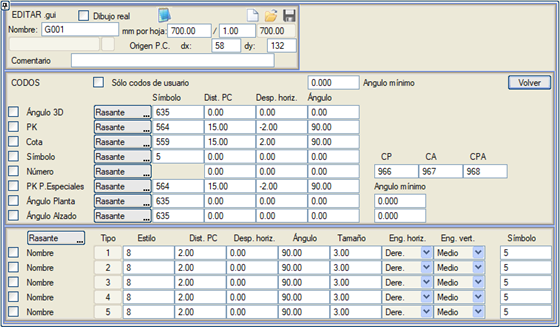 EDITAR .gui Dibujo real
Nombre: G001 mm por hoja: 700.00 / 1.00 700.00
Origen P.C. dx: 58 dy: 132
Comentario
CODOS Sólo codos de usuario 0.000 Angulo mínimo Volver
Símbolo Dist. PC Desp. horiz. Ángulo
Ángulo 3D Rasante ... 635 0.00 0.00 0.00
PK Rasante ... 564 15.00 -2.00 90.00
Cota Rasante ... 559 15.00 2.00 90.00
Símbolo Rasante ... 5 0.00 0.00 0.00 CP CA CPA
Número Rasante ... 0.00 0.00 0.00 966 967 968
PK P.Especiales Rasante ... 564 15.00 -2.00 90.00 Angulo mínimo
Ángulo Planta Rasante ... 635 0.00 0.00 0.00 0.000
Ángulo Alzado Rasante ... 635 0.00 0.00 0.00 0.000
Rasante ... Tipo Estilo Dist. PC Desp. horiz. Ángulo Tamaño Eng. horiz. Eng. vert. Símbolo
Nombre 1 8 2.00 0.00 90.00 3.00 Dere. Medio 5
Nombre 2 8 2.00 0.00 90.00 3.00 Dere. Medio 5
Nombre 3 8 2.00 0.00 90.00 3.00 Dere. Medio 5
Nombre 4 8 2.00 0.00 90.00 3.00 Dere. Medio 5
Nombre 5 8 2.00 0.00 90.00 3.00 Dere. Medio 5